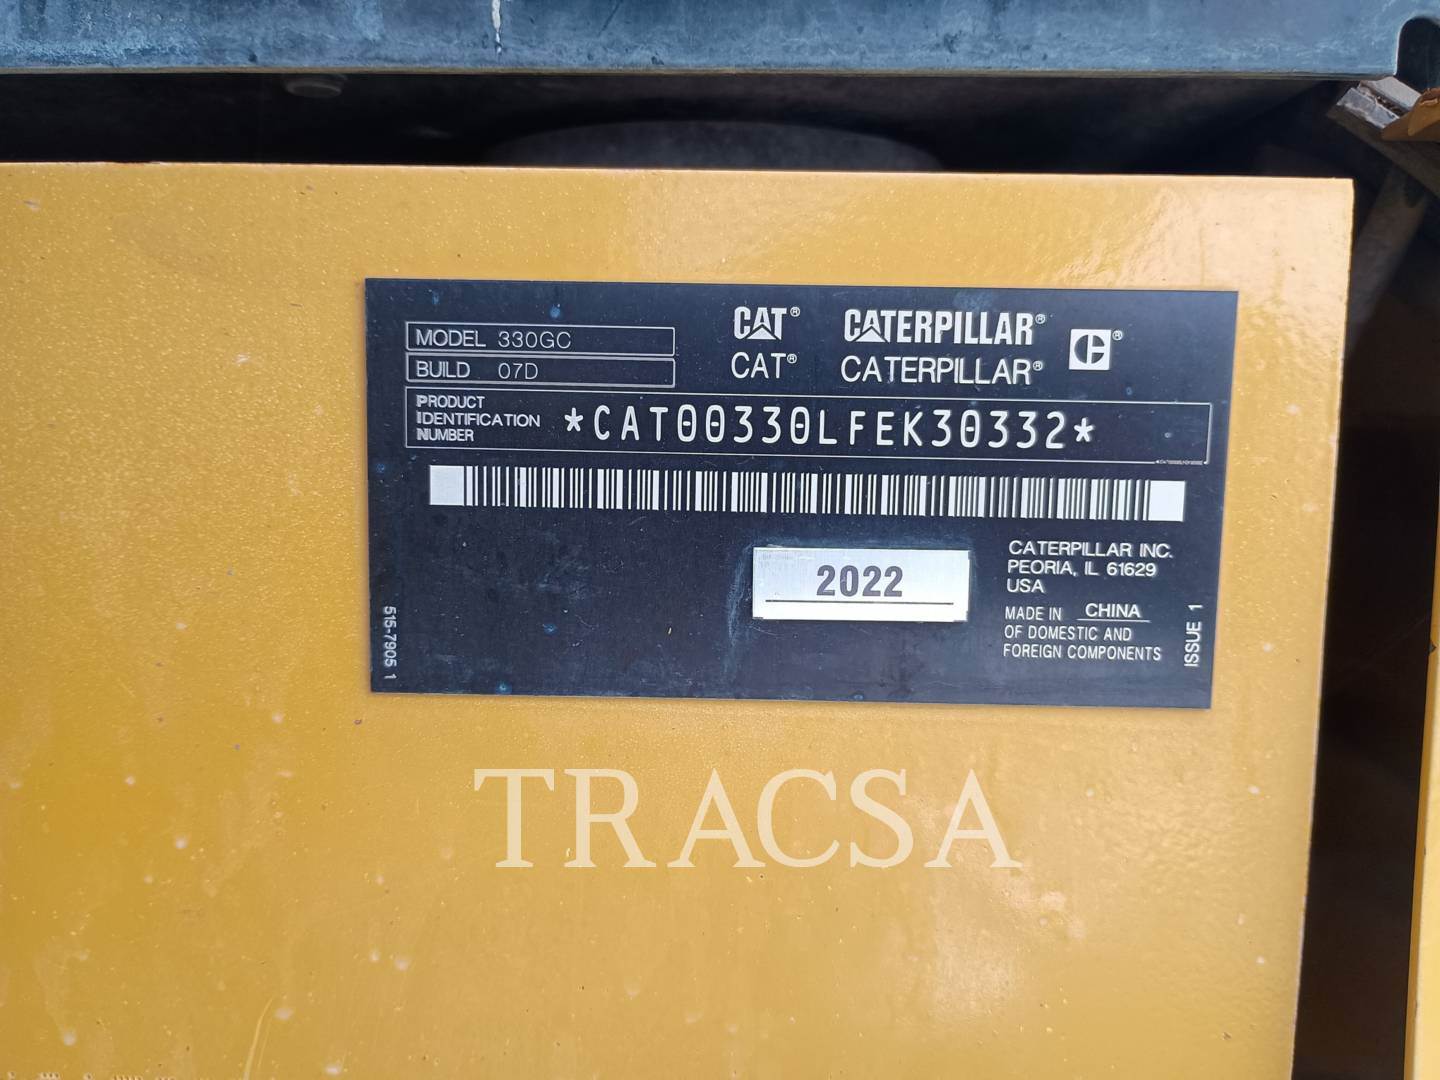 MODEL 330GC
BUILD 07D
CAT® CATERPILLAR® ®
CAT® CATERPILLAR®
PRODUCT
IDENTIFICATION
NUMBER
*CAT00330LFEK30332*
2022
CATERPILLAR INC.
PEORIA, IL 61629
USA
MADE IN CHINA
OF DOMESTIC AND
FOREIGN COMPONENTS
515-7905 1
ISSUE 1
TRACSA